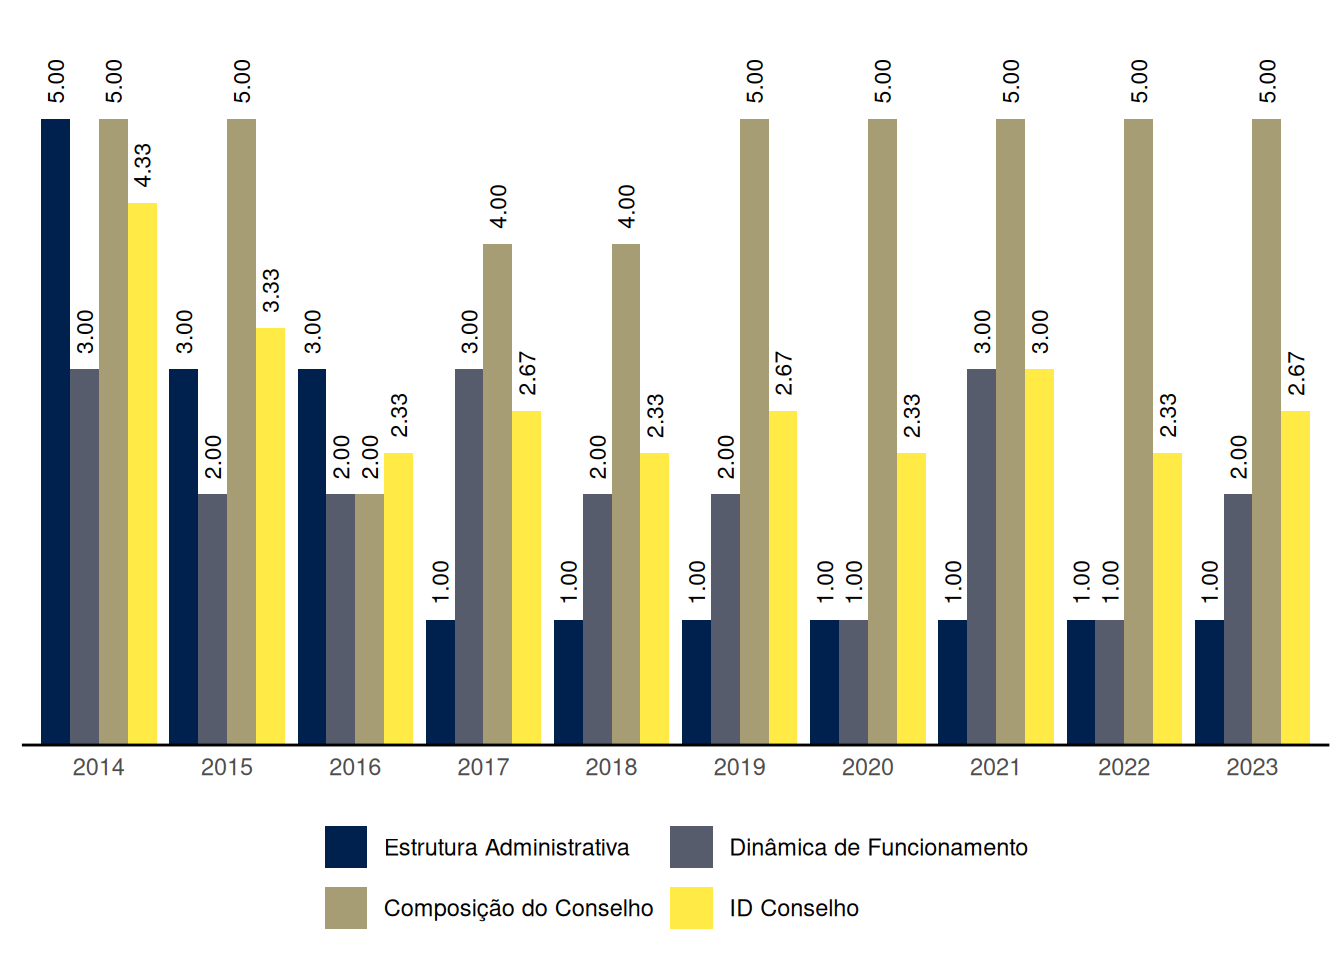 5.00 3.00 5.00 4.33 3.00 2.00 5.00 3.33 3.00 2.00 2.00 2.33 1.00 3.00 4.00 2.67 1.00 2.00 4.00 2.33 1.00 2.00 5.00 2.67 1.00 1.00 5.00 2.33 1.00 3.00 5.00 3.00 1.00 1.00 5.00 2.33 1.00 2.00 5.00 2.67
2014 2015 2016 2017 2018 2019 2020 2021 2022 2023
Estrutura Administrativa Dinâmica de Funcionamento
Composição do Conselho ID Conselho